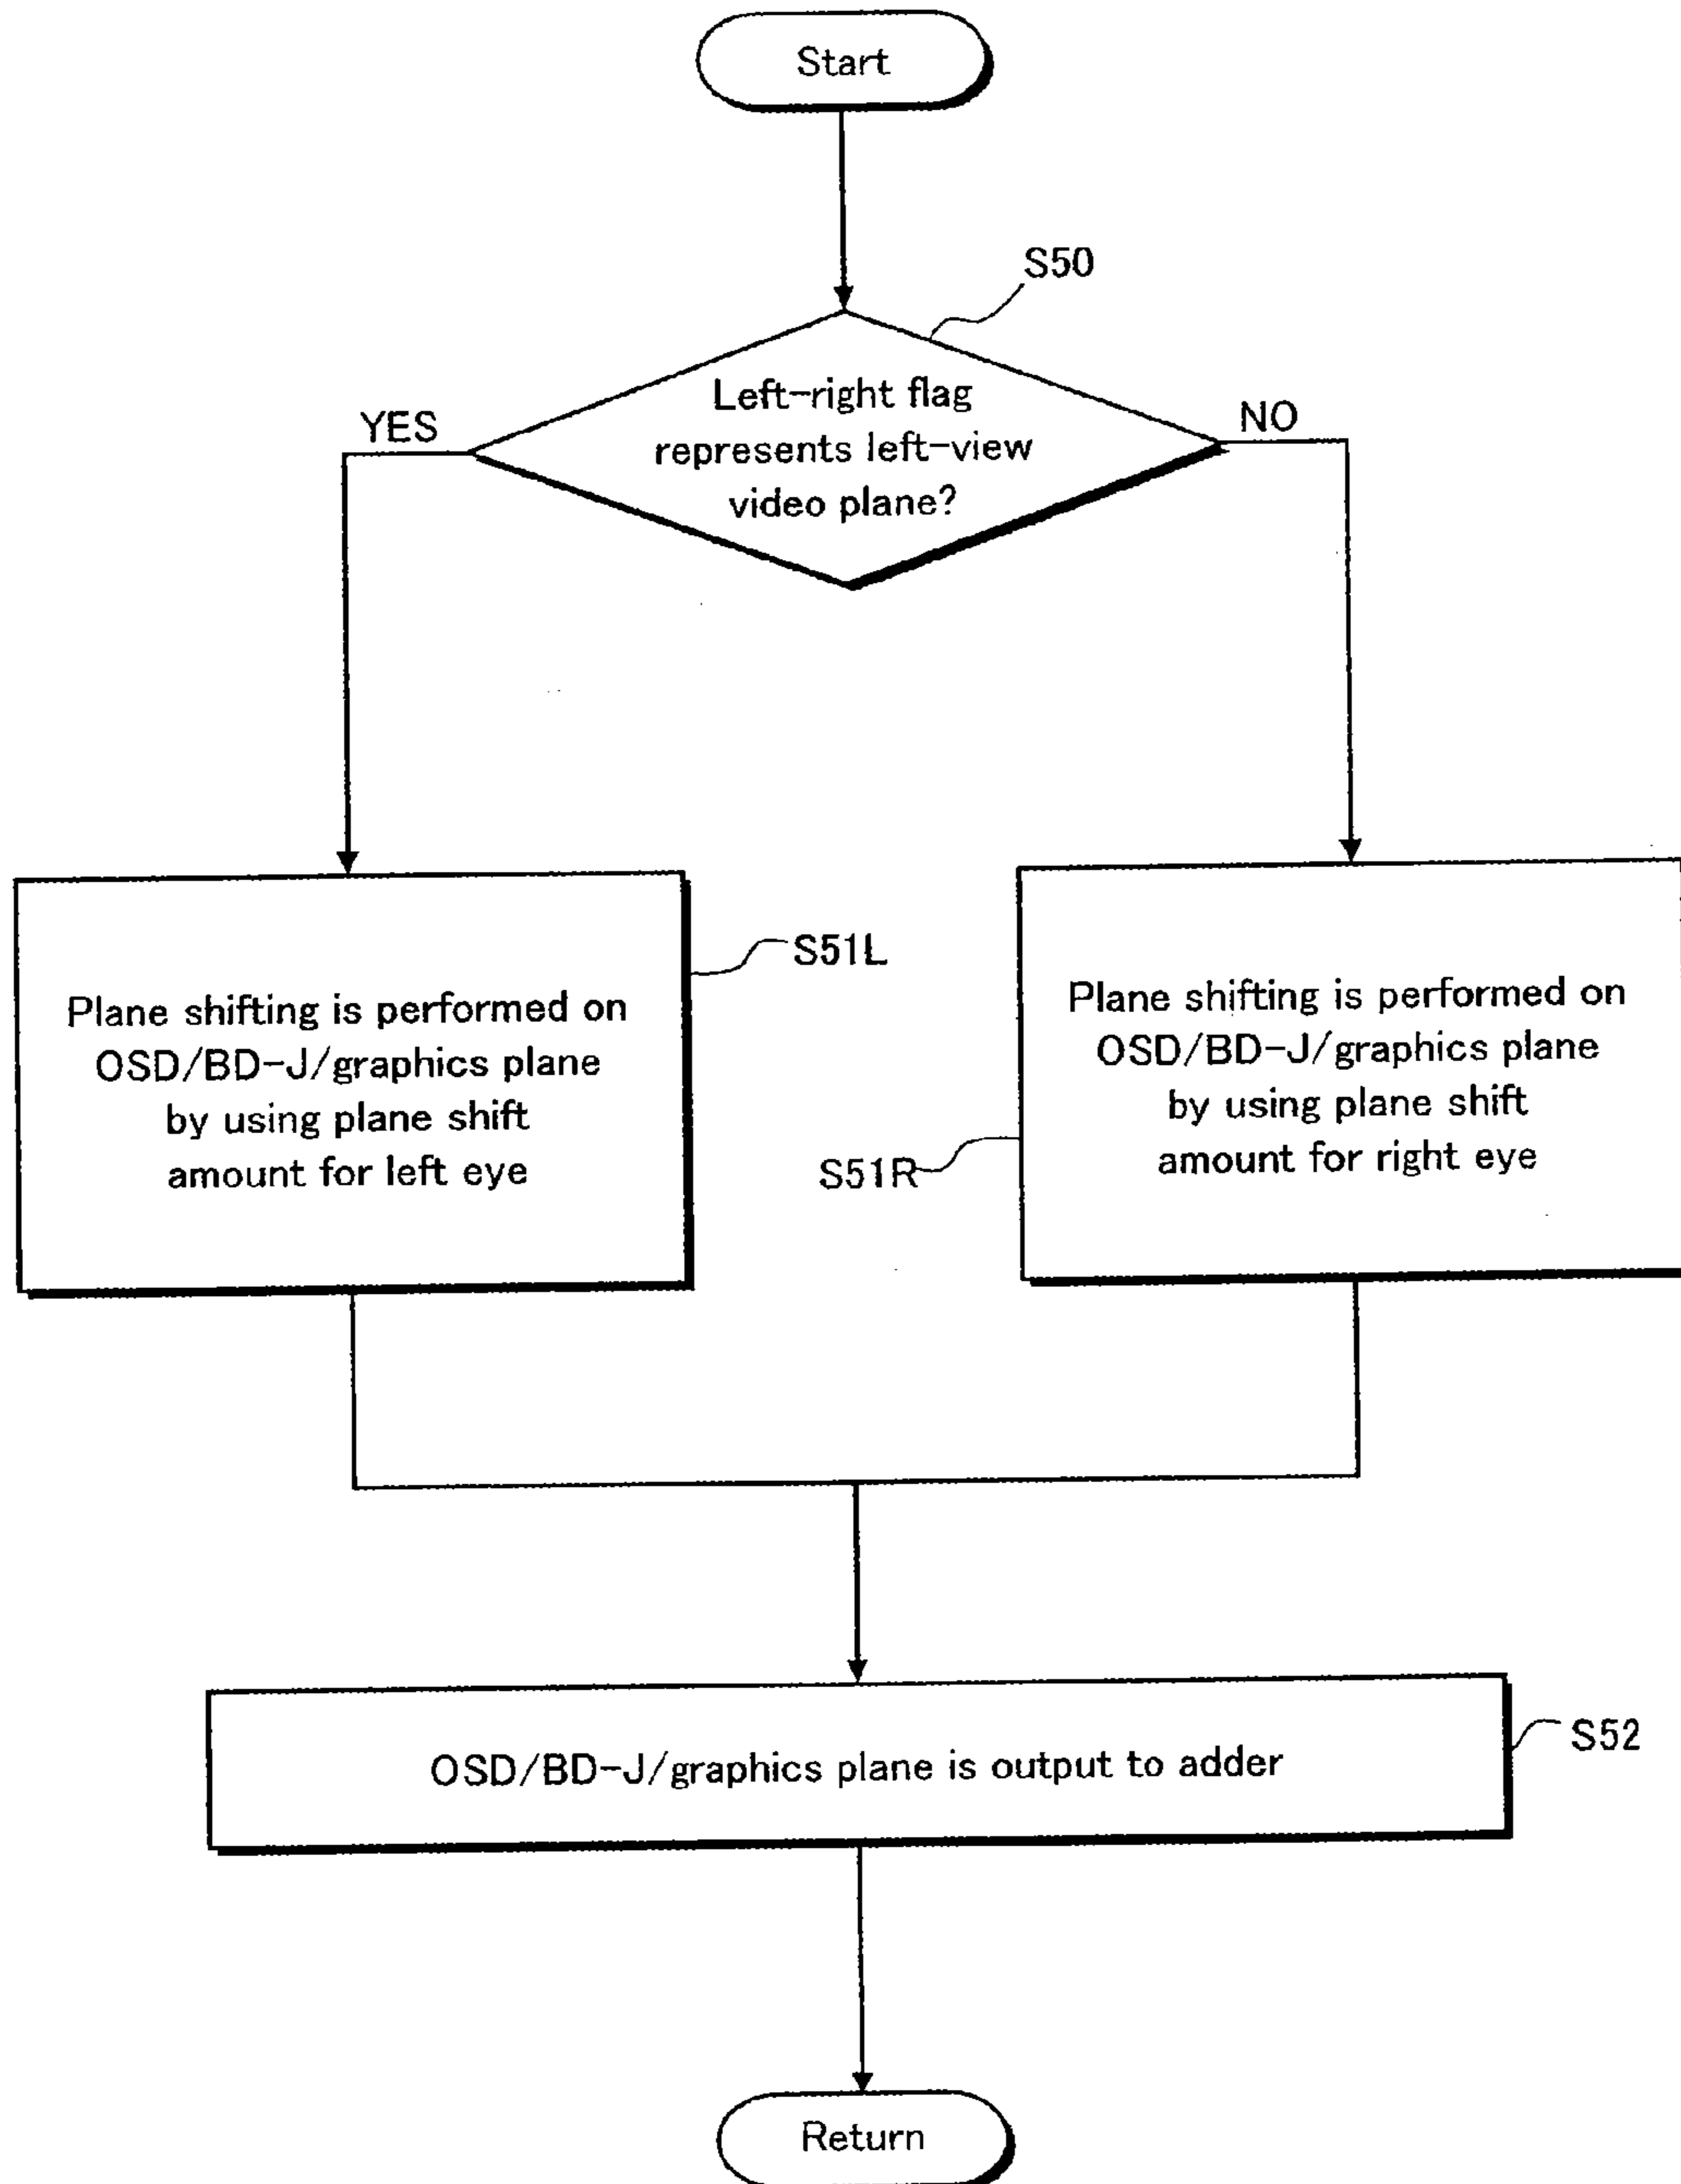 Start
S50
Left-right flag
represents left-view
video plane?
YES
NO
S51L
Plane shifting is performed on
OSD/BD-J/graphics plane
by using plane shift
amount for left eye
Plane shifting is performed on
OSD/BD-J/graphics plane
by using plane shift
amount for right eye
S51R
S52
OSD/BD-J/graphics plane is output to adder
Return